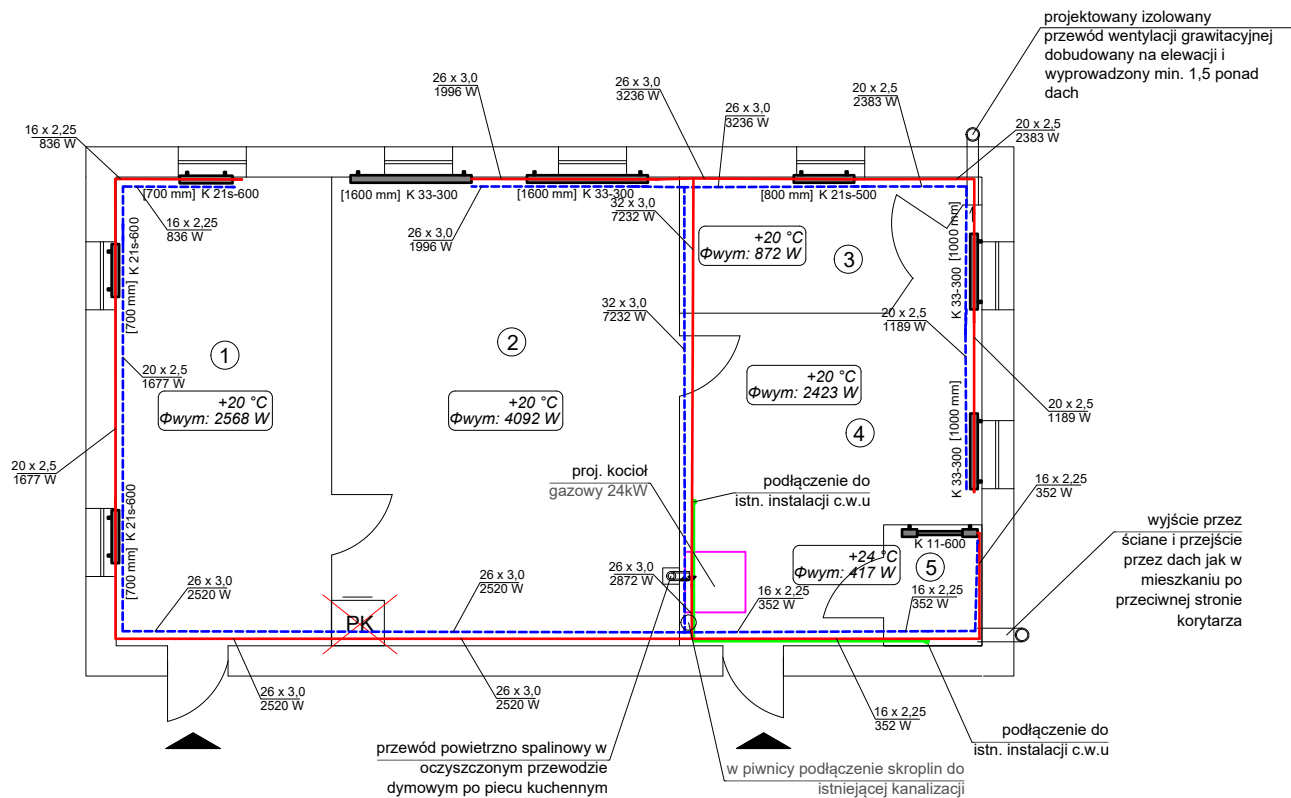 projektowany izolowany
przewód wentylacji grawitacyjnej
dobudowany na elewacji i
wyprowadzony min. 1,5 ponad
dach
26 x 3,0
1996 W
26 x 3,0
3236 W
26 x 3,0
3236 W
20 x 2,5
2383 W
20 x 2,5
2383 W
16 x 2,25
836 W
[700 mm] K 21s-600
[1600 mm] K 33-300
[1600 mm] K 33-300
[800 mm] K 21s-500
16 x 2,25
836 W
26 x 3,0
1996 W
32 x 3,0
7232 W
+20 °C
Φwym: 872 W
3
[700 mm] K 21s-600
K 33-300 [1000 mm]
32 x 3,0
7232 W
20 x 2,5
1189 W
1
2
20 x 2,5
1677 W
+20 °C
Φwym: 2568 W
+20 °C
Φwym: 4092 W
+20 °C
Φwym: 2423 W
4
20 x 2,5
1189 W
K 33-300 [1000 mm]
20 x 2,5
1677 W
proj. kocioł
gazowy 24kW
podłączenie do
istn. instalacji c.w.u
16 x 2,25
352 W
[700 mm] K 21s-600
K 11-600
wyjście przez
ściane i przejście
przez dach jak w
mieszkaniu po
przeciwnej stronie
korytarza
+24 °C
Φwym: 417 W
5
26 x 3,0
2520 W
26 x 3,0
2520 W
26 x 3,0
2872 W
16 x 2,25
352 W
16 x 2,25
352 W
PK
26 x 3,0
2520 W
26 x 3,0
2520 W
16 x 2,25
352 W
podłączenie do
istn. instalacji c.w.u
przewód powietrzno spalinowy w
oczyszczonym przewodzie
dymowym po piecu kuchennym
w piwnicy podłączenie skroplin do
istniejącej kanalizacji